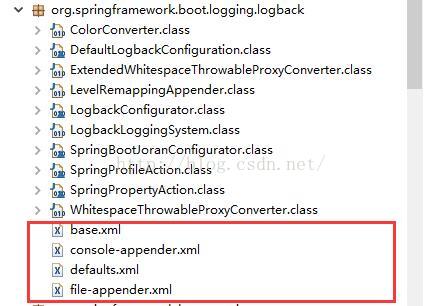 org.springframework.boot.logging.logback
ColorConverter.class
DefaultLogbackConfiguration.class
ExtendedWhitespaceThrowableProxyConverter.class
LevelRemappingAppender.class
LogbackConfigurator.class
LogbackLoggingSystem.class
SpringBootJoranConfigurator.class
http://blog.csdn.net/
SpringProfileAction.class
SpringPropertyAction.class
WhitespaceThrowableProxyConverter.class
base.xml
console-appender.xml
defaults.xml
file-appender.xml